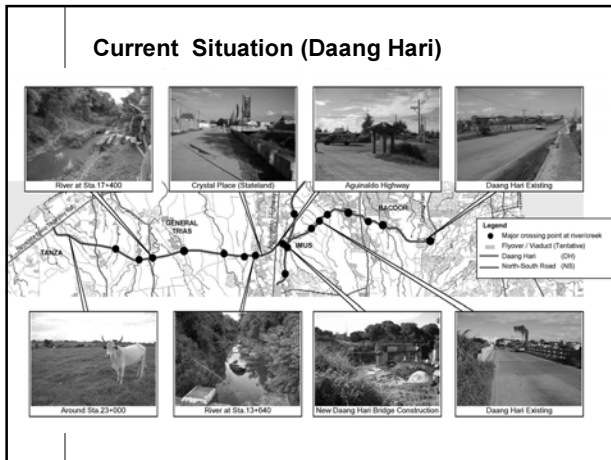 Current Situation (Daang Hari)
River at Sta.17+400
Crystal Place (Stateland)
Aguinaldo Highway
Daang Hari Existing
TANZA
GENERAL
TRIAS
IMUS
BACOOR
Legend
Major crossing point at river/creek
Flyover / Viaduct (Tentative)
Daang Hari (DH)
North-South Road (NS)
Around Sta.23+000
River at Sta.13+640
New Daang Hari Bridge Construction
Daang Hari Existing